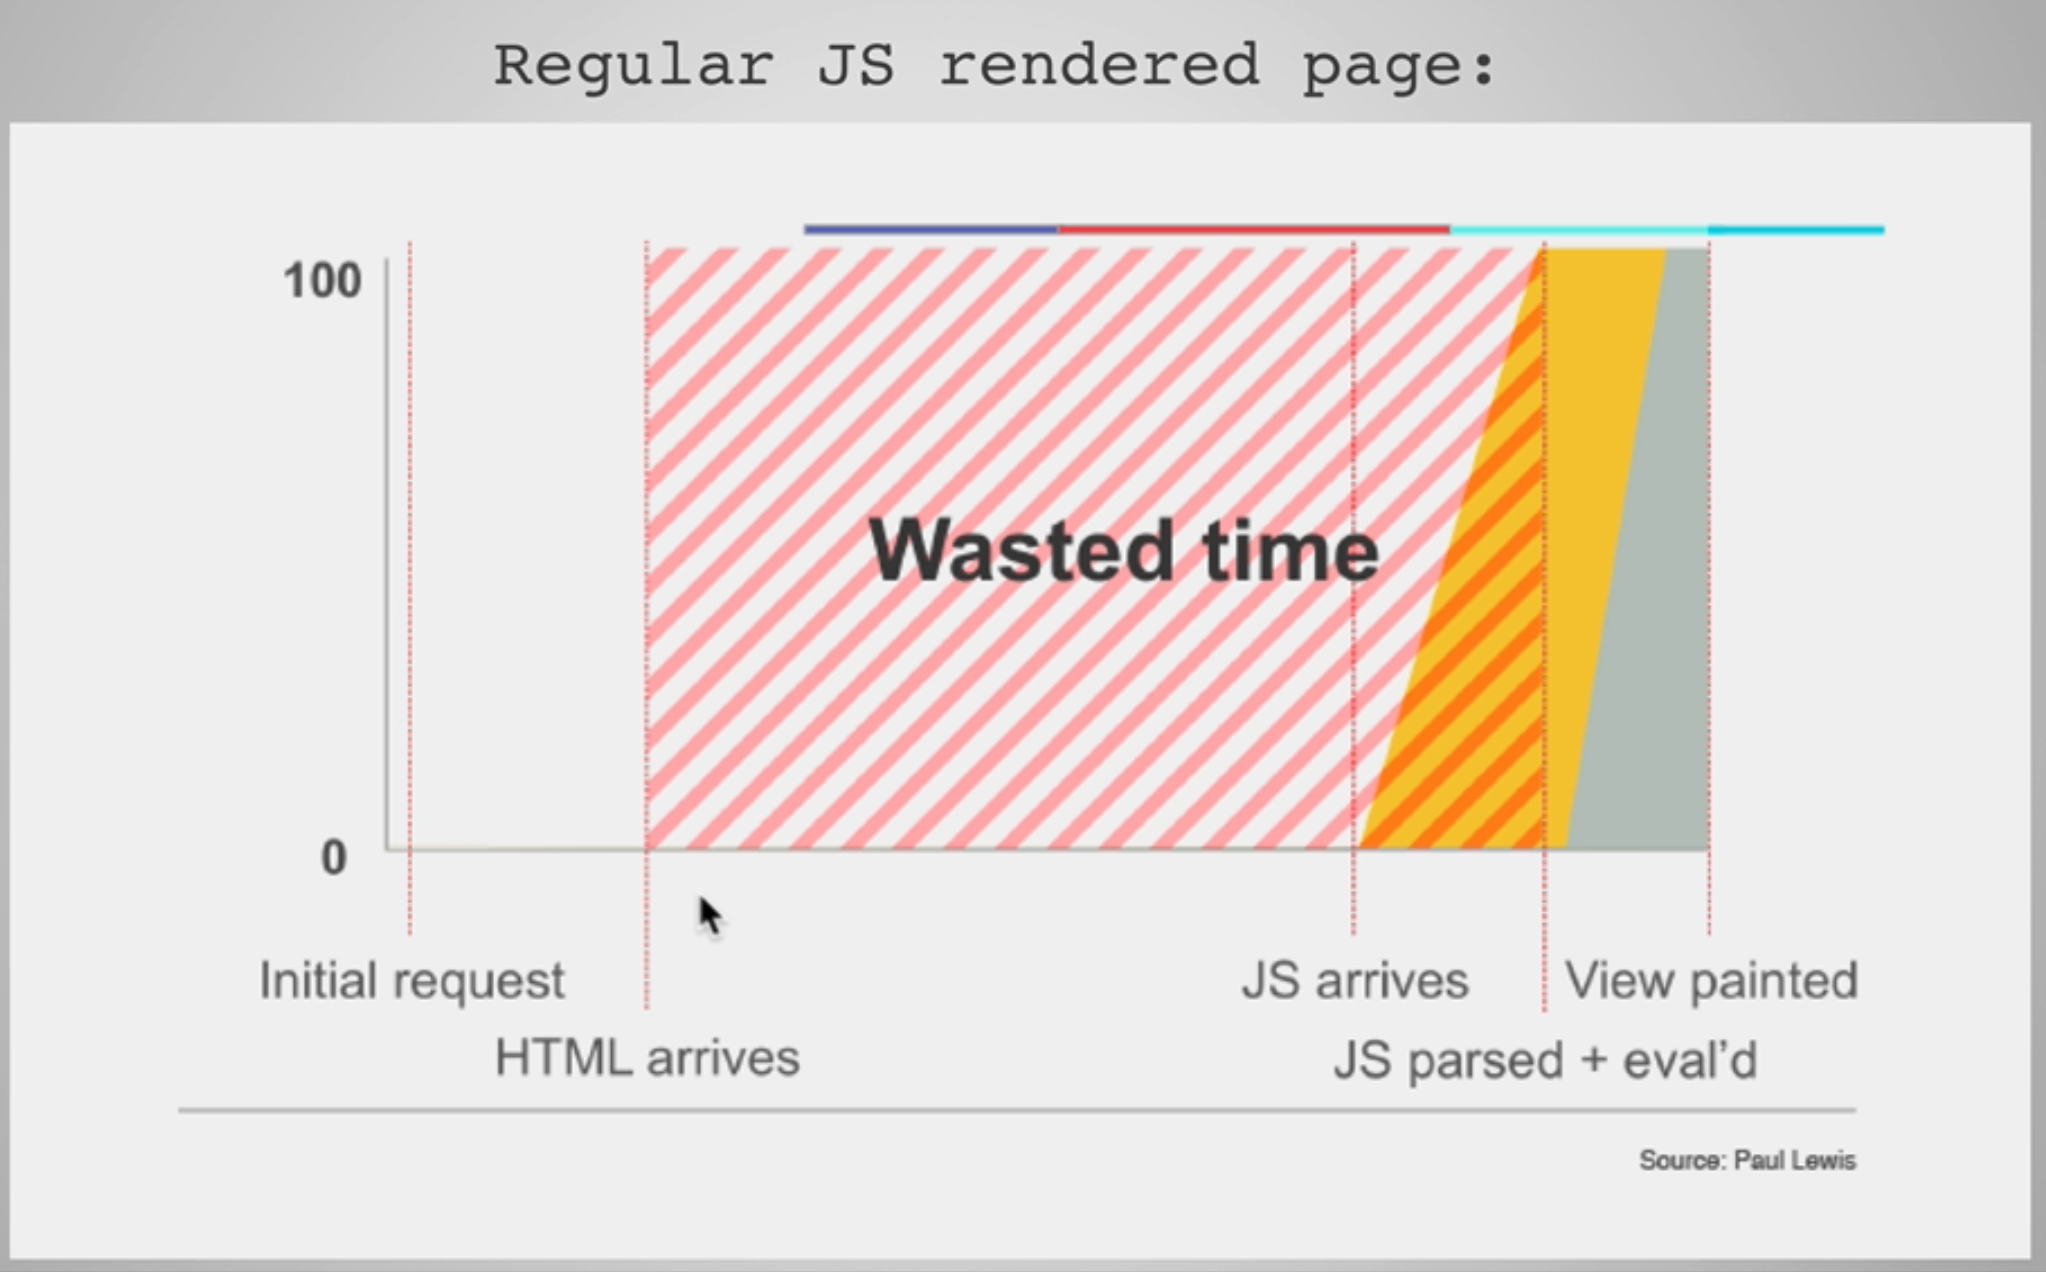 Regular JS rendered page:
100
Wasted time
0
Initial request
JS arrives
View painted
HTML arrives
JS parsed + eval’d
Source: Paul Lewis